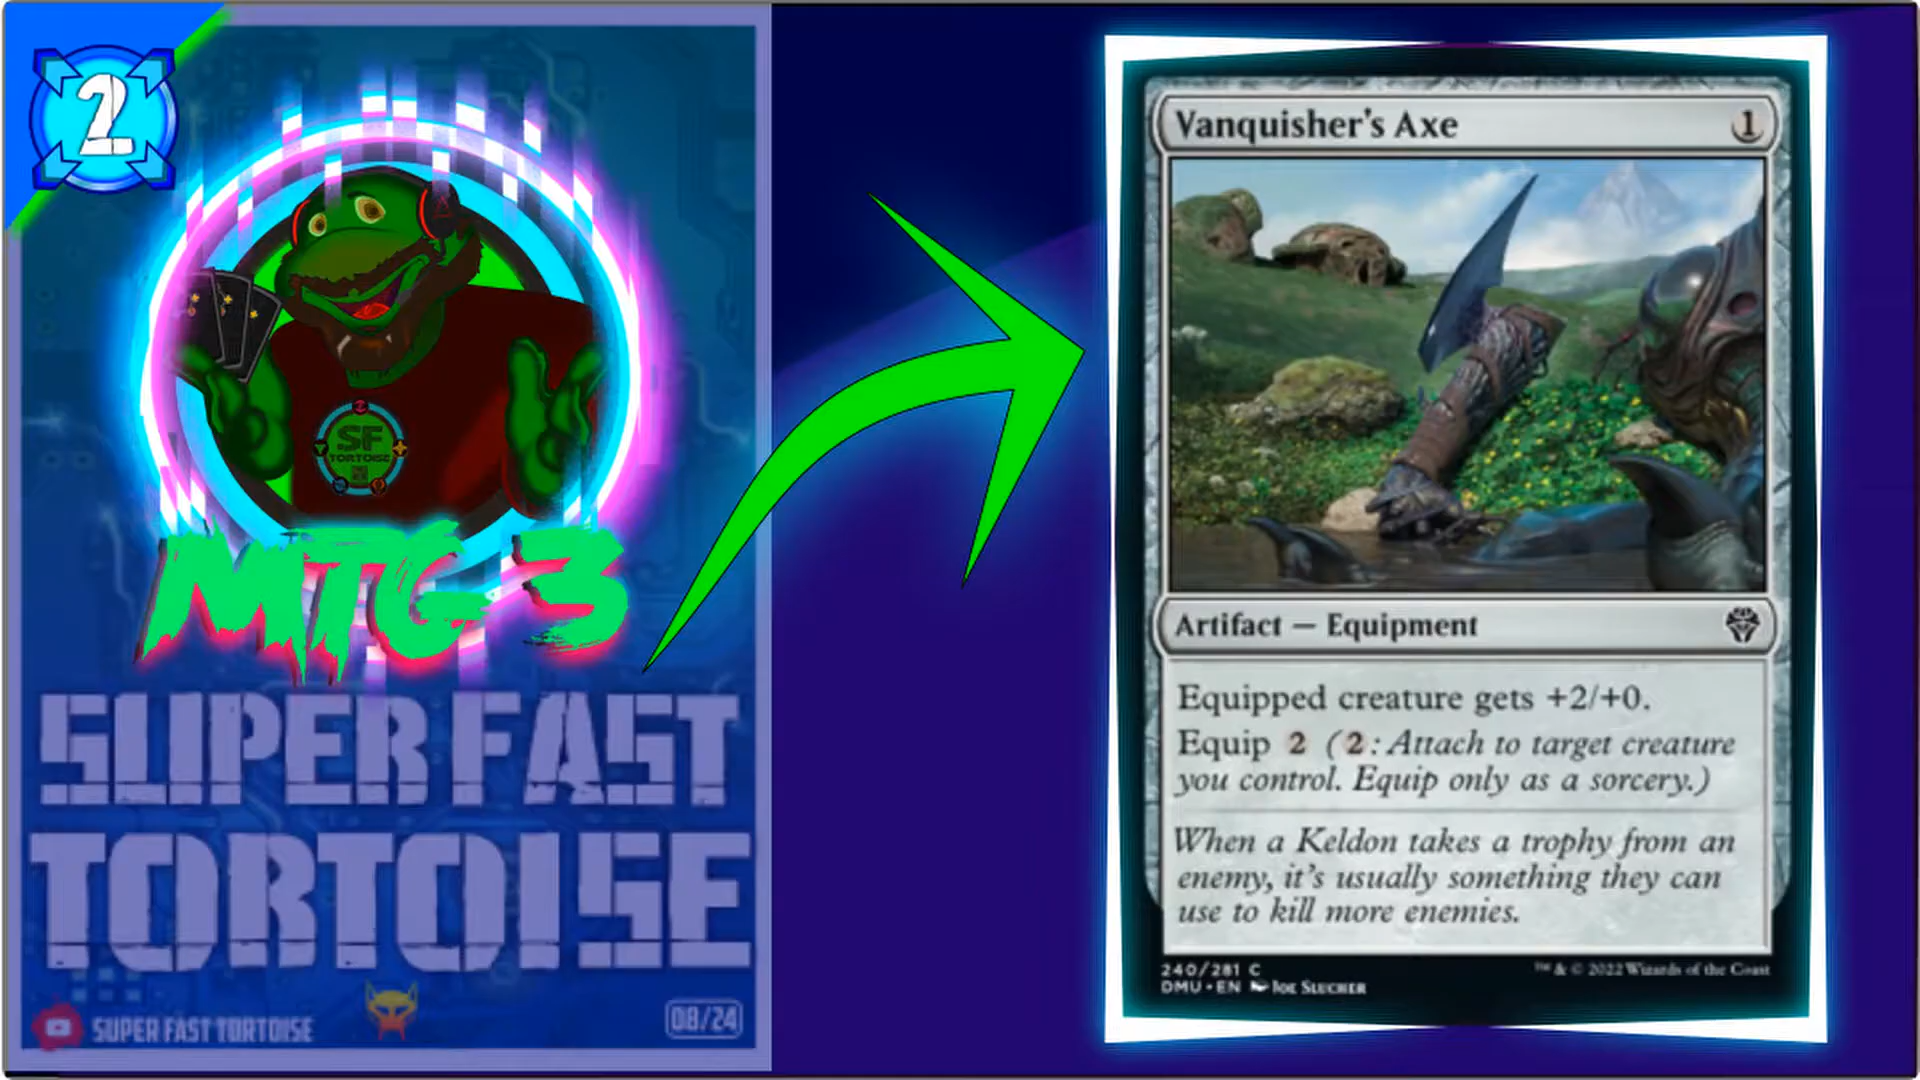 2
SF
TORTOISE
MTG 3
SUPER FAST
TORTOISE
SUPER FAST TORTOISE
08/24
Vanquisher's Axe 1
Artifact — Equipment
Equipped creature gets +2/+0.
Equip 2 (2: Attach to target creature
you control. Equip only as a sorcery.)
When a Keldon takes a trophy from an
enemy, it's usually something they can
use to kill more enemies.
240/281 C
™ & © 2022 Wizards of the Coast
DMU • EN Joe Slucher